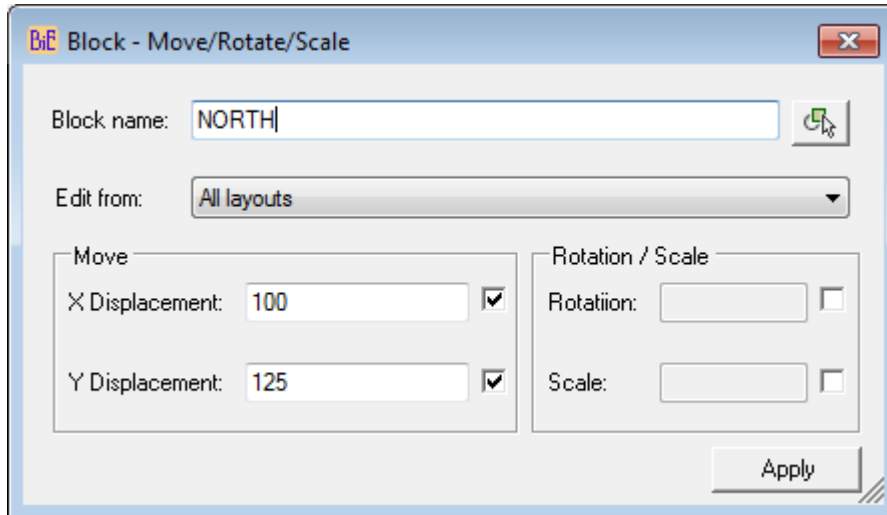 BiE Block - Move/Rotate/Scale
Block name: NORTH
Edit from: All layouts
Move
X Displacement: 100
Y Displacement: 125
Rotation / Scale
Rotatiion:
Scale:
Apply